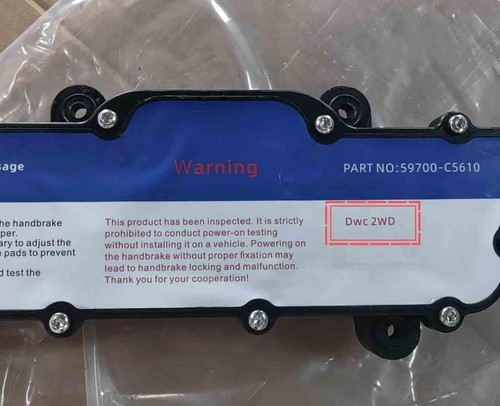 sage
Warning
PART NO:59700-C5610
the handbrake
per.
ary to adjust the
e pads to prevent
d test the
This product has been inspected. It is strictly
prohibited to conduct power-on testing
without installing it on a vehicle. Powering on
the handbrake without proper fixation may
lead to handbrake locking and malfunction.
Thank you for your cooperation!
Dwc 2WD